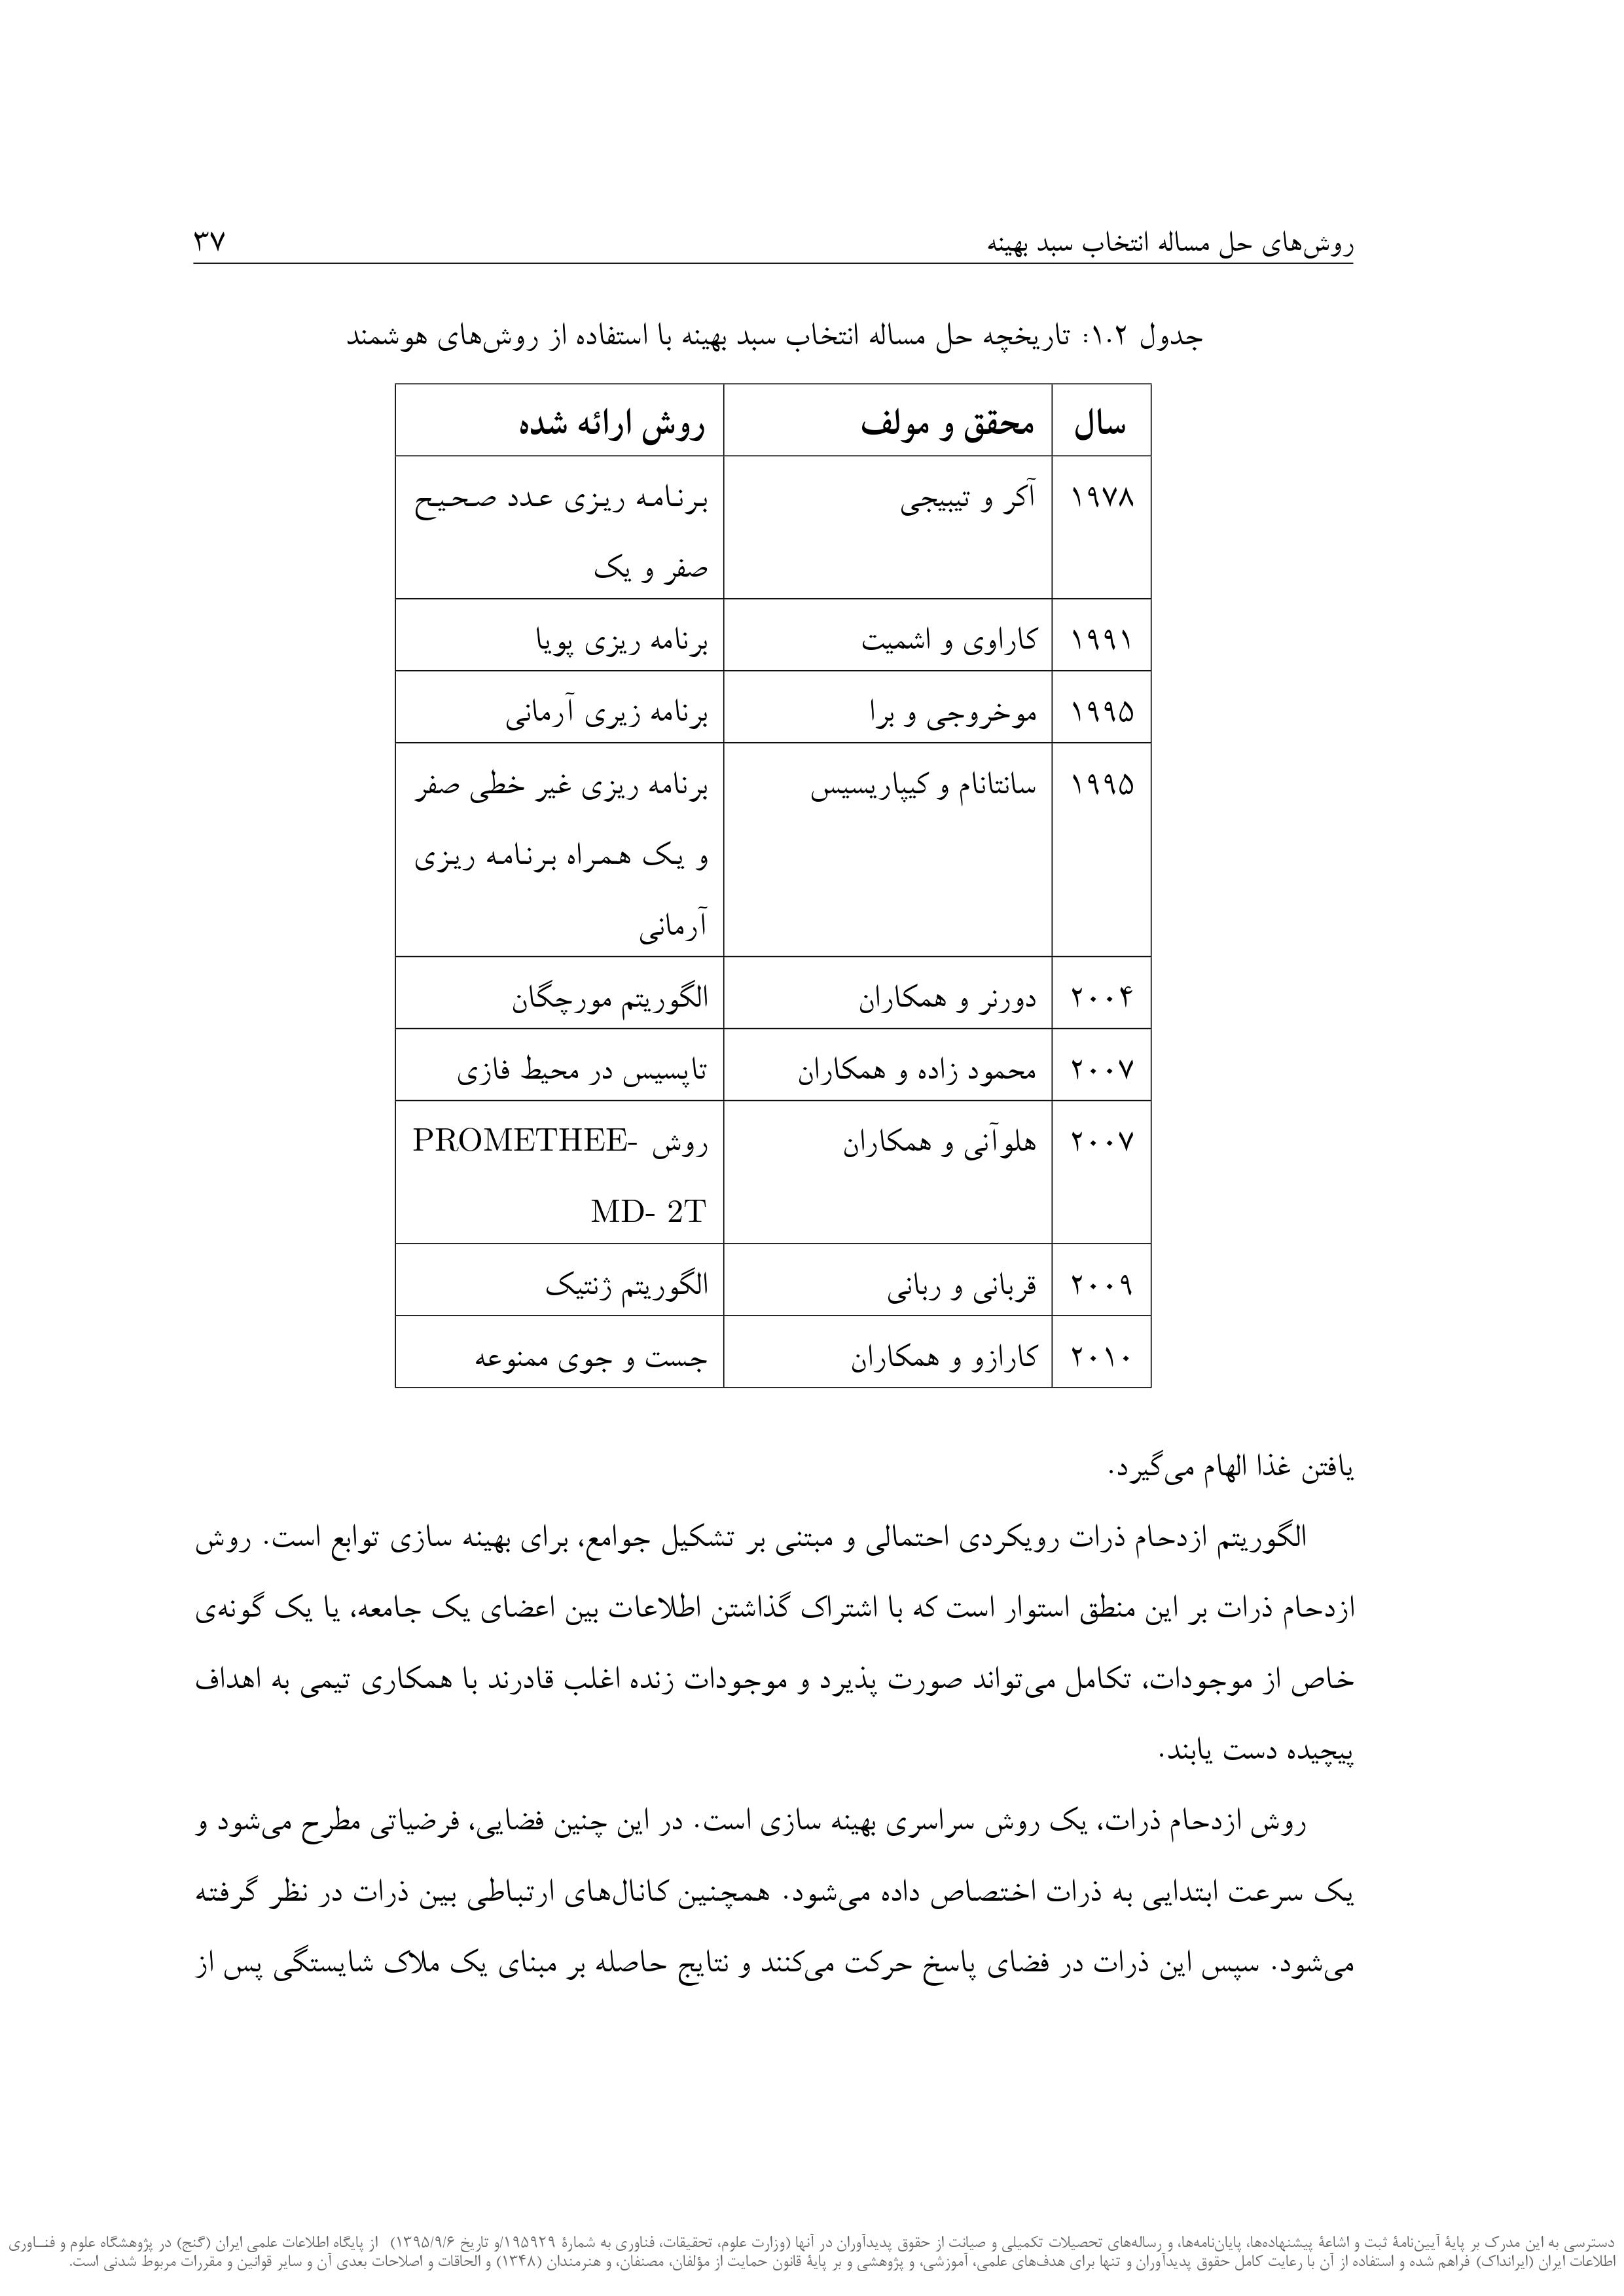 روش‌های حل مساله انتخاب سبد بهینه ۳۷
جدول ۱.۲: تاریخچه حل مساله انتخاب سبد بهینه با استفاده از روش‌های هوشمند
سال محقق و مولف روش ارائه شده
۱۹۷۸ آکر و تیبیجی برنامه ریزی عدد صحیح
صفر و یک
۱۹۹۱ کاراوی و اشمیت برنامه ریزی پویا
۱۹۹۵ موخروجی و برا برنامه زیری آرمانی
۱۹۹۵ سانتانام و کیپاریسیس برنامه ریزی غیر خطی صفر
و یک همراه برنامه ریزی
آرمانی
۲۰۰۴ دورنر و همکاران الگوریتم مورچگان
۲۰۰۷ محمود زاده و همکاران تاپسیس در محیط فازی
۲۰۰۷ هلوآنی و همکاران روش PROMETHEE-
MD- 2T
۲۰۰۹ قربانی و ربانی الگوریتم ژنتیک
۲۰۱۰ کارازو و همکاران جست و جوی ممنوعه
یافتن غذا الهام می‌گیرد.
الگوریتم ازدحام ذرات رویکردی احتمالی و مبتنی بر تشکیل جوامع، برای بهینه سازی توابع است. روش
ازدحام ذرات بر این منطق استوار است که با اشتراک گذاشتن اطلاعات بین اعضای یک جامعه، یا یک گونه‌ی
خاص از موجودات، تکامل می‌تواند صورت پذیرد و موجودات زنده اغلب قادرند با همکاری تیمی به اهداف
پیچیده دست یابند.
روش ازدحام ذرات، یک روش سراسری بهینه سازی است. در این چنین فضایی، فرضیاتی مطرح می‌شود و
یک سرعت ابتدایی به ذرات اختصاص داده می‌شود. همچنین کانال‌های ارتباطی بین ذرات در نظر گرفته
می‌شود. سپس این ذرات در فضای پاسخ حرکت می‌کنند و نتایج حاصله بر مبنای یک ملاک شایستگی پس از
دسترسی به این مدرک بر پایۀ آیین‌نامۀ ثبت و اشاعۀ پیشنهادها، پایان‌نامه‌ها، و رساله‌های تحصیلات تکمیلی و صیانت از حقوق پدیدآوران در آنها (وزارت علوم، تحقیقات، فناوری به شمارۀ ۱۹۵۹۲۹/و تاریخ ۱۳۹۵/۹/۶) از پایگاه اطلاعات علمی ایران (گنج) در پژوهشگاه علوم و فنــاوری
اطلاعات ایران (ایرانداک) فراهم شده و استفاده از آن با رعایت کامل حقوق پدیدآوران و تنها برای هدف‌های علمی، آموزشی، و پژوهشی و بر پایۀ قانون حمایت از مؤلفان، مصنفان، و هنرمندان (۱۳۴۸) و الحاقات و اصلاحات بعدی آن و سایر قوانین و مقررات مربوط شدنی است.